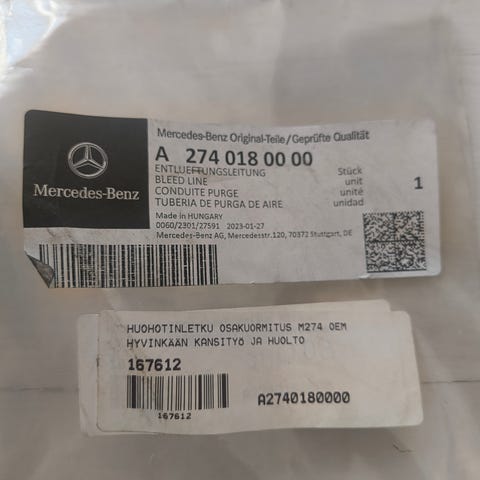 Mercedes-Benz
Mercedes-Benz Original-Teile/Geprüfte Qualität
A 274 018 00 00
ENTLUEFTUNGSLEITUNG Stück
BLEED LINE unit
CONDUITE PURGE unité 1
TUBERIA DE PURGA DE AIRE unidad
Made in HUNGARY
0060/2301/27591 2023-01-27
Mercedes-Benz AG, Mercedesstr.120, 70372 Stuttgart, DE
HUOHOTINLETKU OSAKUORMITUS M274 OEM
HYVINKÄÄN KANSITYÖ JA HUOLTO
167612
A2740180000
167612